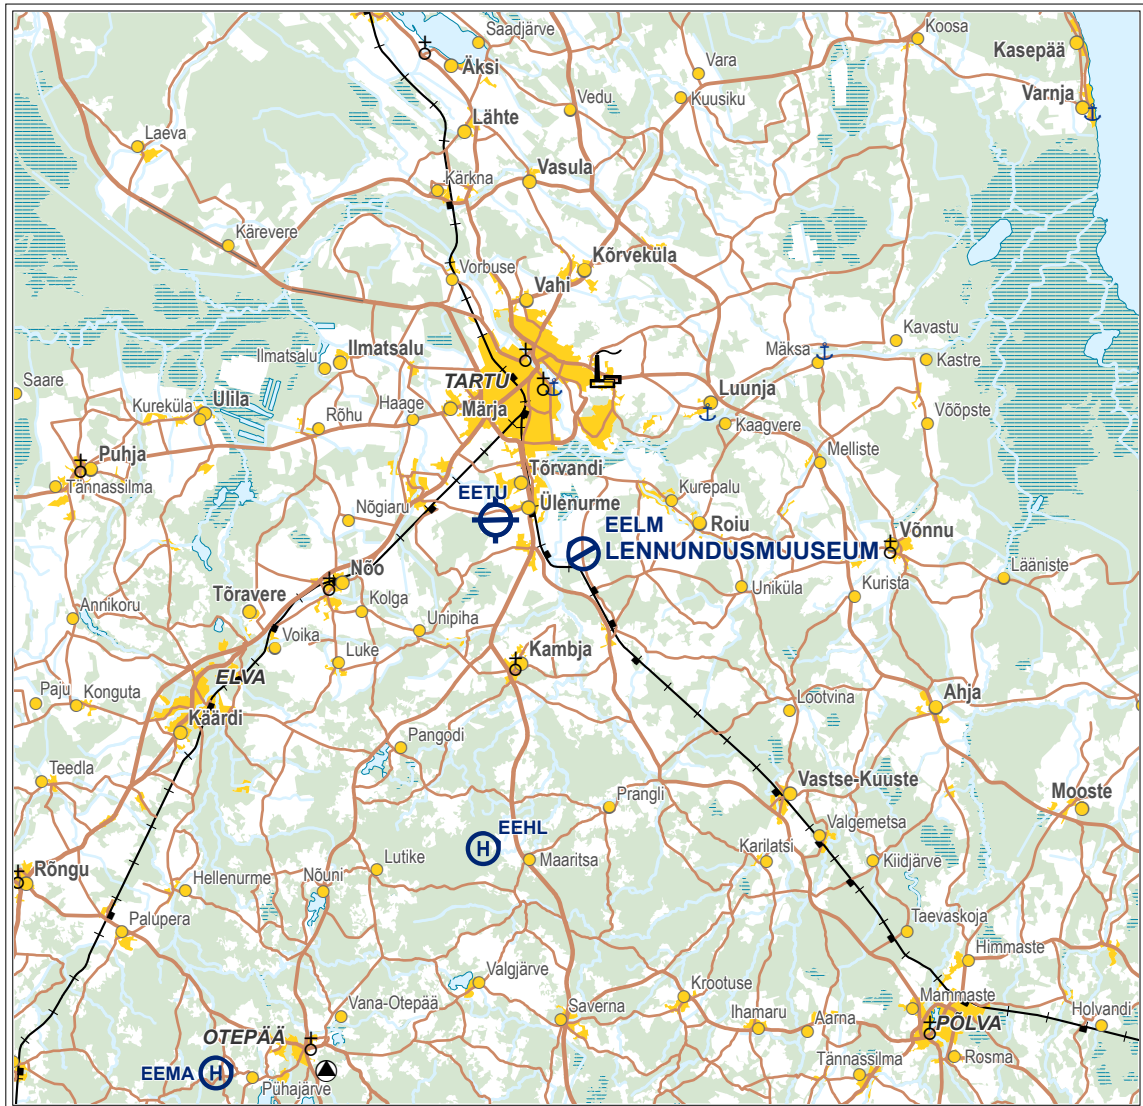 Saadjärve
Koosa
Kasepää
Äksi
Vara
Kuusiku
Varnja
Vedu
Lähte
Laeva
Vasula
Kärkna
Kärevere
Kõrveküla
Vorbuse
Vahi
Kavastu
Ilmatsalu
Ilmatsalu
Mäksa
Kastre
Saare
TARTU
Luunja
Ulila
Kureküla
Haage
Märja
Rõhu
Kaagvere
Võõpste
Puhja
Melliste
Tännassilma
Tõrvandi
EETU
Kurepalu
Ülenurme
Nõgiaru
Roiu
EELM
LENNUNDUSMUUSEUM
Võnnu
Nõo
Lääniste
Uniküla
Kurista
Tõravere
Annikoru
Kolga
Unipiha
Voika
Luke
Kambja
ELVA
Paju
Konguta
Lootvina
Ahja
Käärdi
Pangodi
Teedla
Vastse-Kuuste
Mooste
Prangli
EEHL
H
Valgemetsa
Maaritsa
Karilatsi
Kiidjärve
Rõngu
Lutike
Hellenurme
Nõuni
Palupera
Taevaskoja
Himmaste
Valgjärve
Krootuse
Vana-Otepää
Saverna
Mammaste
Ihamaru
Aarna
PÕLVA
Holvandi
OTEPÄÄ
EEMA
H
Pühajärve
Tännassilma
Rosma